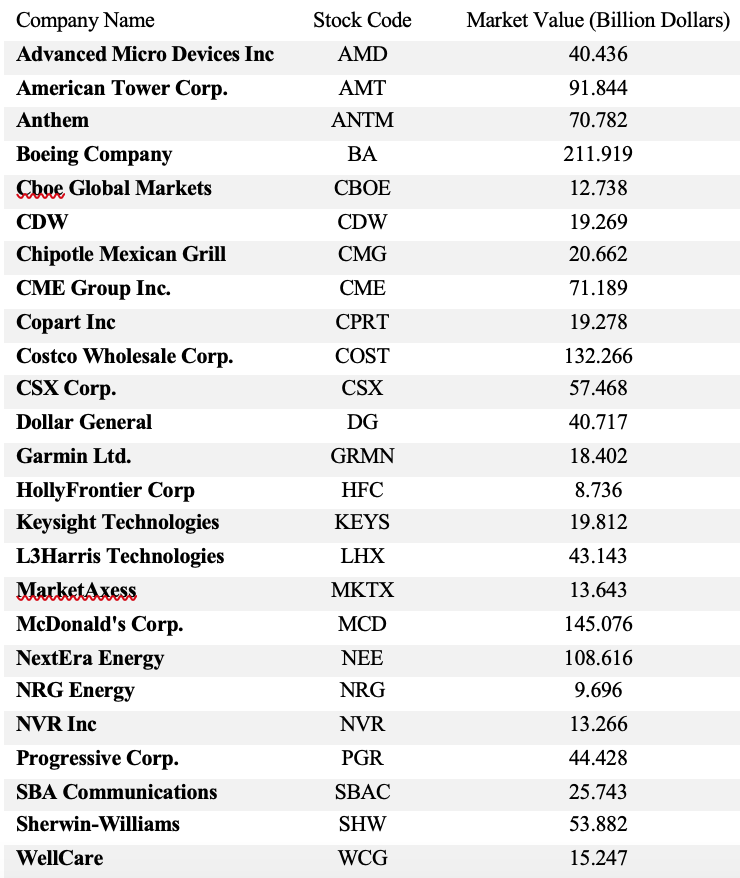 Company Name Stock Code Market Value (Billion Dollars)
Advanced Micro Devices Inc AMD 40.436
American Tower Corp. AMT 91.844
Anthem ANTM 70.782
Boeing Company BA 211.919
Cboe Global Markets CBOE 12.738
CDW CDW 19.269
Chipotle Mexican Grill CMG 20.662
CME Group Inc. CME 71.189
Copart Inc CPRT 19.278
Costco Wholesale Corp. COST 132.266
CSX Corp. CSX 57.468
Dollar General DG 40.717
Garmin Ltd. GRMN 18.402
HollyFrontier Corp HFC 8.736
Keysight Technologies KEYS 19.812
L3Harris Technologies LHX 43.143
MarketAxess MKTX 13.643
McDonald's Corp. MCD 145.076
NextEra Energy NEE 108.616
NRG Energy NRG 9.696
NVR Inc NVR 13.266
Progressive Corp. PGR 44.428
SBA Communications SBAC 25.743
Sherwin-Williams SHW 53.882
WellCare WCG 15.247